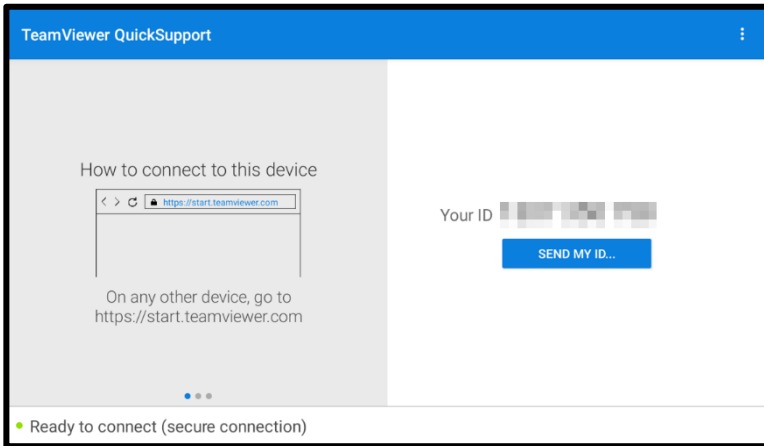 TeamViewer QuickSupport
How to connect to this device
https://start.teamviewer.com
On any other device, go to
https://start.teamviewer.com
Your ID
SEND MY ID...
Ready to connect (secure connection)